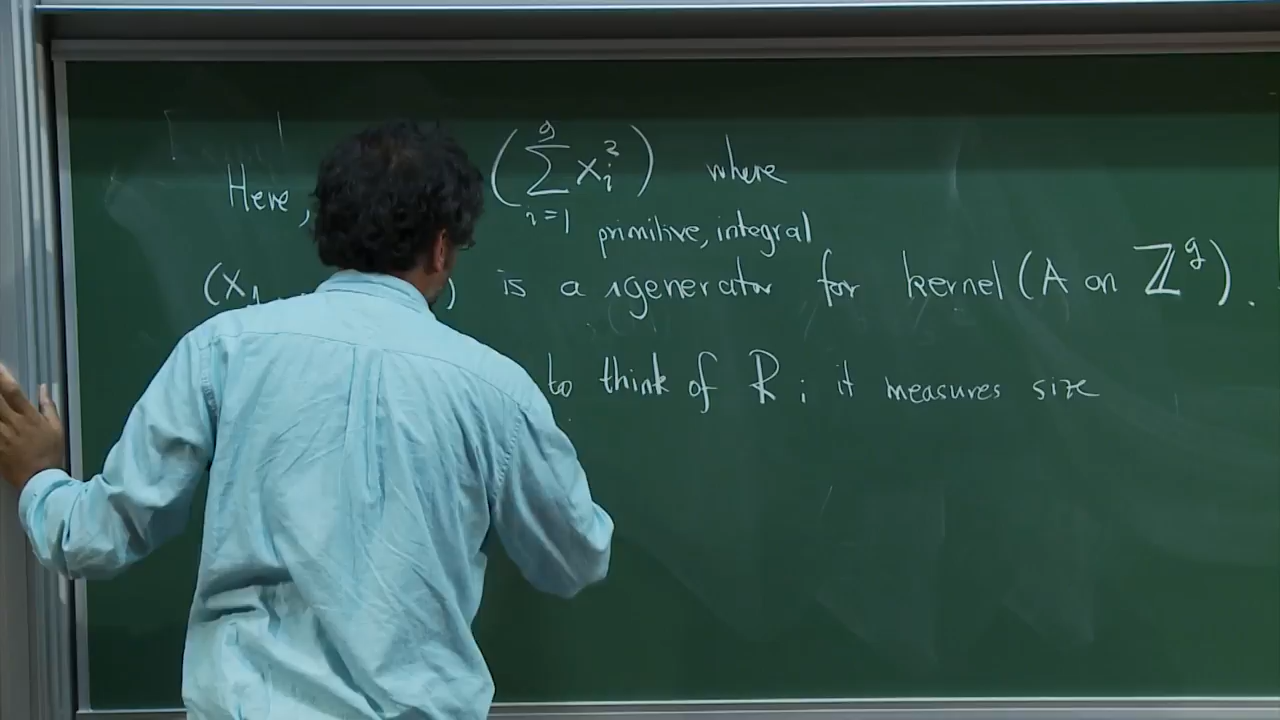 Here, (∑_{i=1}^{g} x_i^2) where
primitive, integral
(x_1 ) is a generator for kernel (A on ℤ^g).
to think of R; it measures size